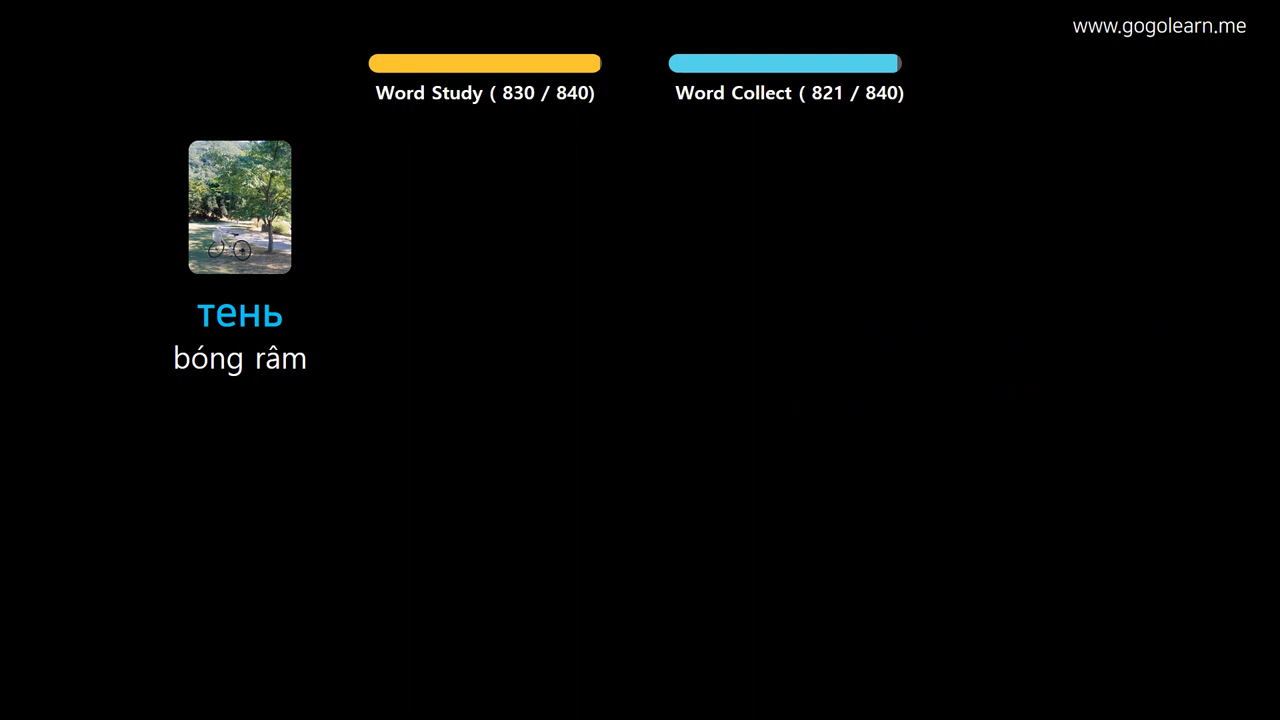 www.gogolearn.me
Word Study ( 830 / 840)
Word Collect ( 821 / 840)
тень
bóng râm